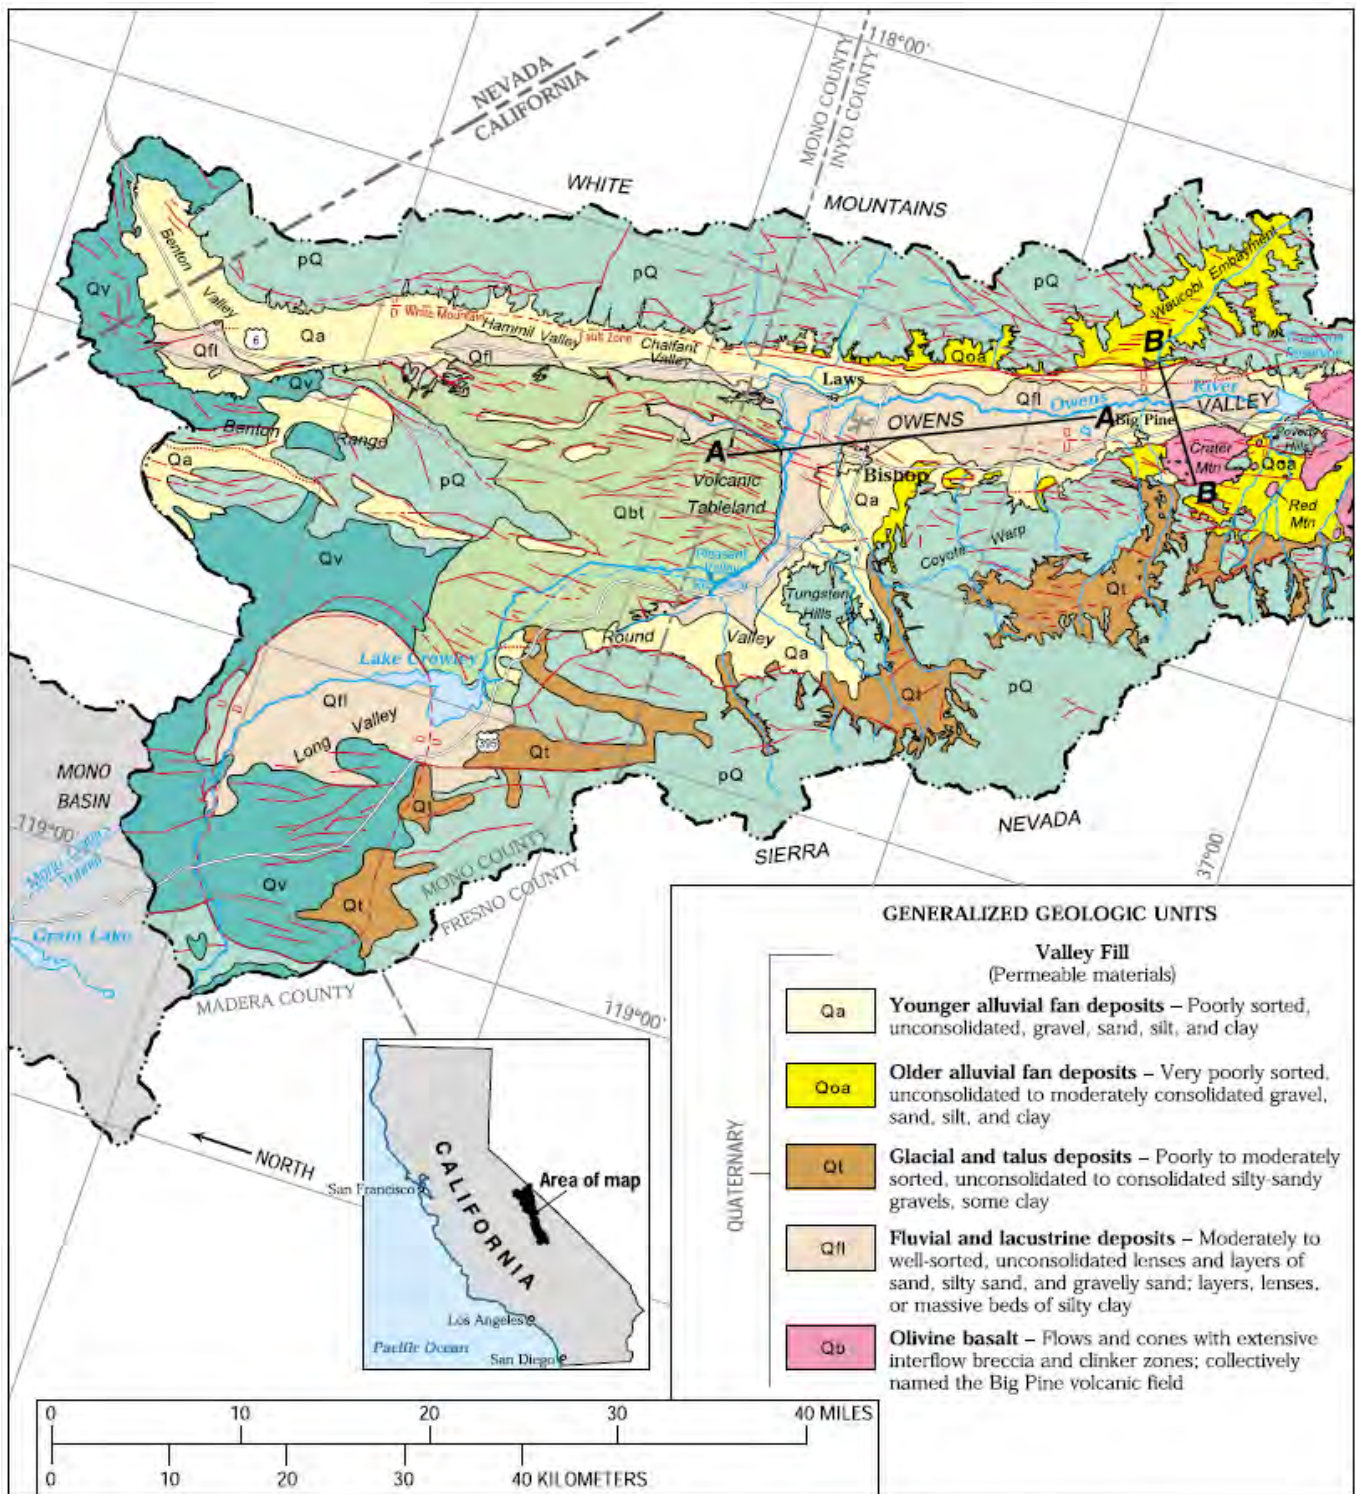 118°00'
NEVADA
CALIFORNIA
MONO COUNTY
INYO COUNTY
WHITE
MOUNTAINS
pQ
pQ
pQ
Qv
Benton
Valley
Qa
6
Qfl
Qv
White Mountain
Fault Zone
Hammil Valley
Chalfant
Valley
Qfl
Waucobi Embayment
Qoa
B'
Reservoir
Laws
Qfl
Owens
River
OWENS
VALLEY
A
Big Pine
A'
Benton
Range
Qa
pQ
Volcanic
Tableland
Qbt
Bishop
Qa
Crater
Mtn
Poverty
Hills
Qoa
B
Red
Mtn
Coyote Warp
Qv
Pleasant
Valley
Tungsten
Hills
Qt
Round
Valley
Qa
Lake Crowley
Qfl
Long Valley
395
Qt
Qt
pQ
pQ
MONO
BASIN
119°00'
Qt
NEVADA
SIERRA
37°00'
Qv
Qt
MONO COUNTY
FRESNO COUNTY
Grant Lake
MADERA COUNTY
119°00'
NORTH
CALIFORNIA
San Francisco
Area of map
Los Angeles
Pacific Ocean
San Diego
GENERALIZED GEOLOGIC UNITS
Valley Fill
(Permeable materials)
QUATERNARY
Qa
Younger alluvial fan deposits – Poorly sorted,
unconsolidated, gravel, sand, silt, and clay
Qoa
Older alluvial fan deposits – Very poorly sorted,
unconsolidated to moderately consolidated gravel,
sand, silt, and clay
Qt
Glacial and talus deposits – Poorly to moderately
sorted, unconsolidated to consolidated silty-sandy
gravels, some clay
Qfl
Fluvial and lacustrine deposits – Moderately to
well-sorted, unconsolidated lenses and layers of
sand, silty sand, and gravelly sand; layers, lenses,
or massive beds of silty clay
Qb
Olivine basalt – Flows and cones with extensive
interflow breccia and clinker zones; collectively
named the Big Pine volcanic field
0 10 20 30 40 MILES
0 10 20 30 40 KILOMETERS